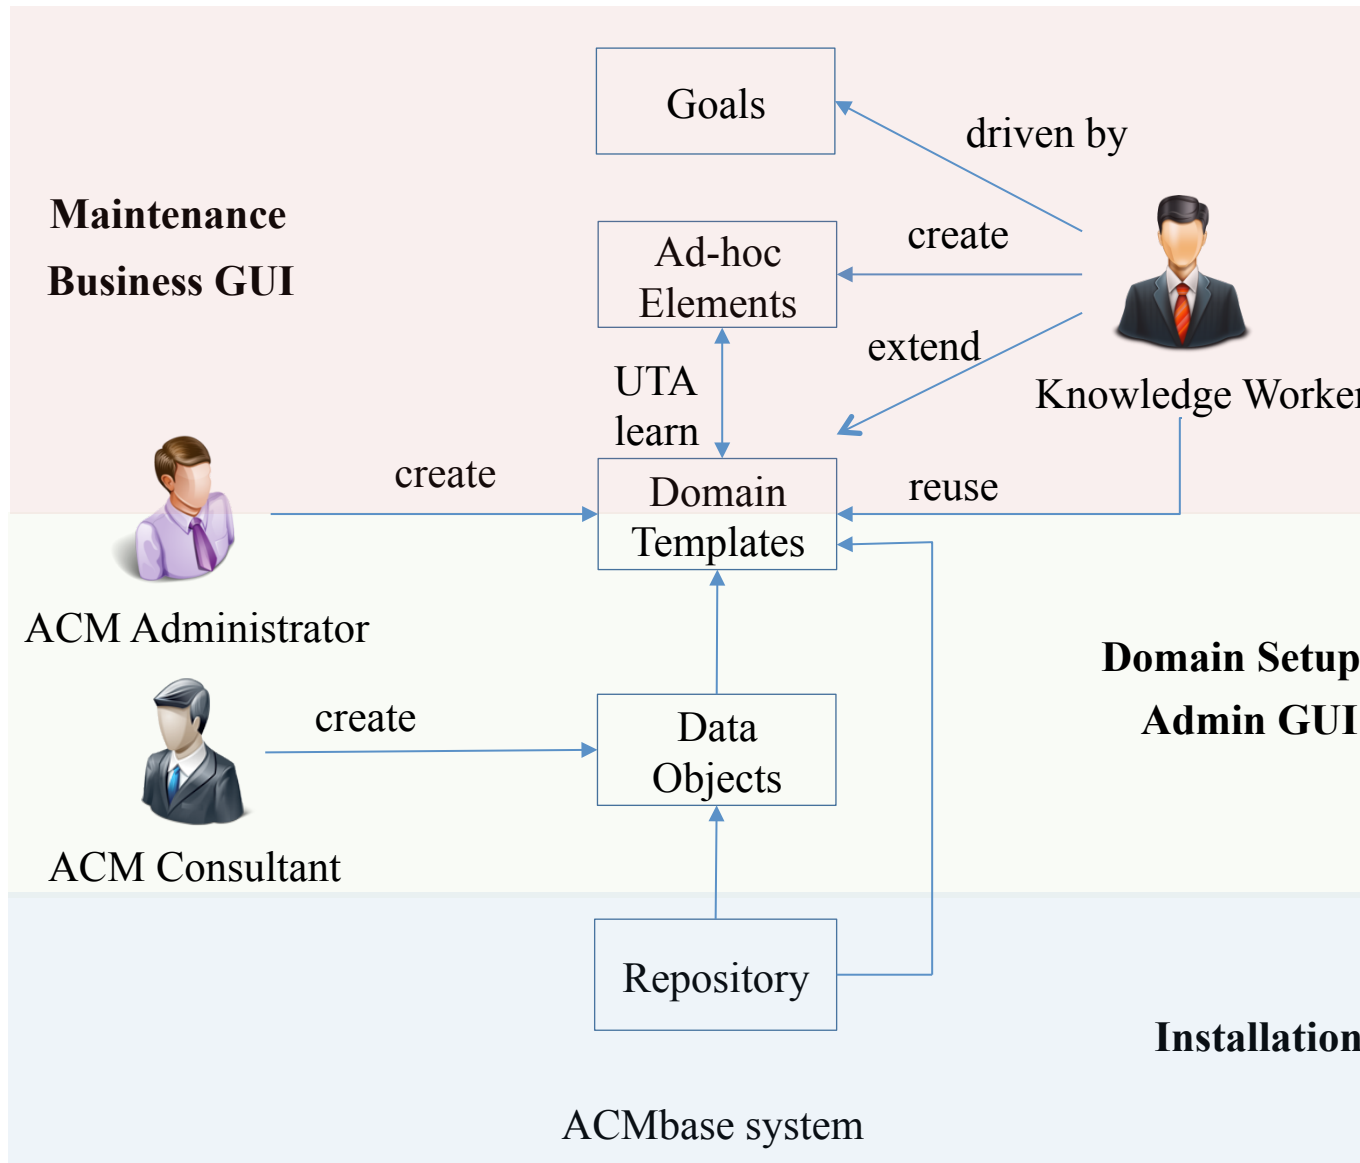 Goals
driven by
Maintenance
Business GUI
Ad-hoc
Elements
create
extend
UTA
learn
Knowledge Worker
create
Domain
Templates
reuse
ACM Administrator
Domain Setup
Admin GUI
create
Data
Objects
ACM Consultant
Repository
Installation
ACMbase system